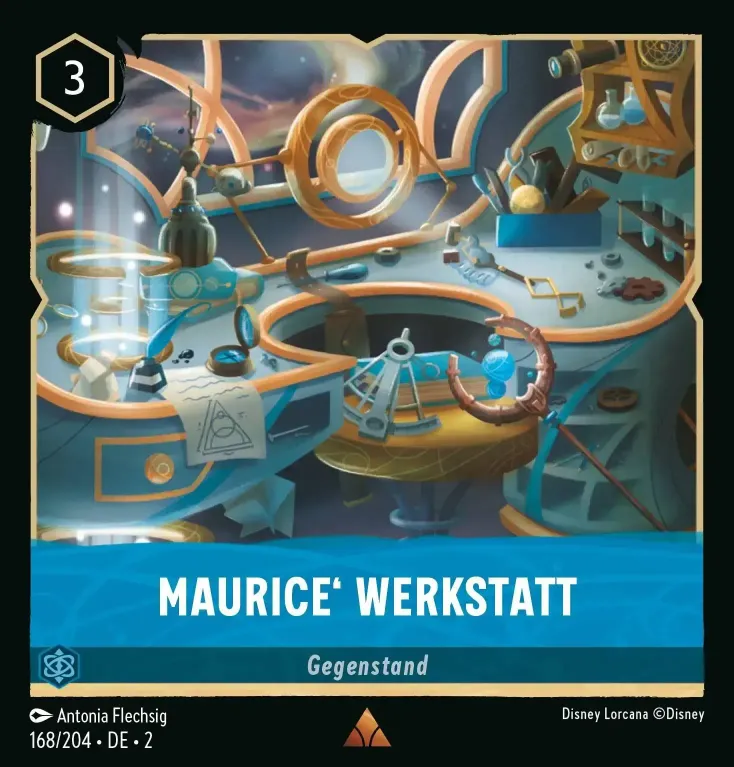 3
MAURICE‘ WERKSTATT
Gegenstand
Antonia Flechsig
Disney Lorcana ©Disney
168/204 • DE • 2